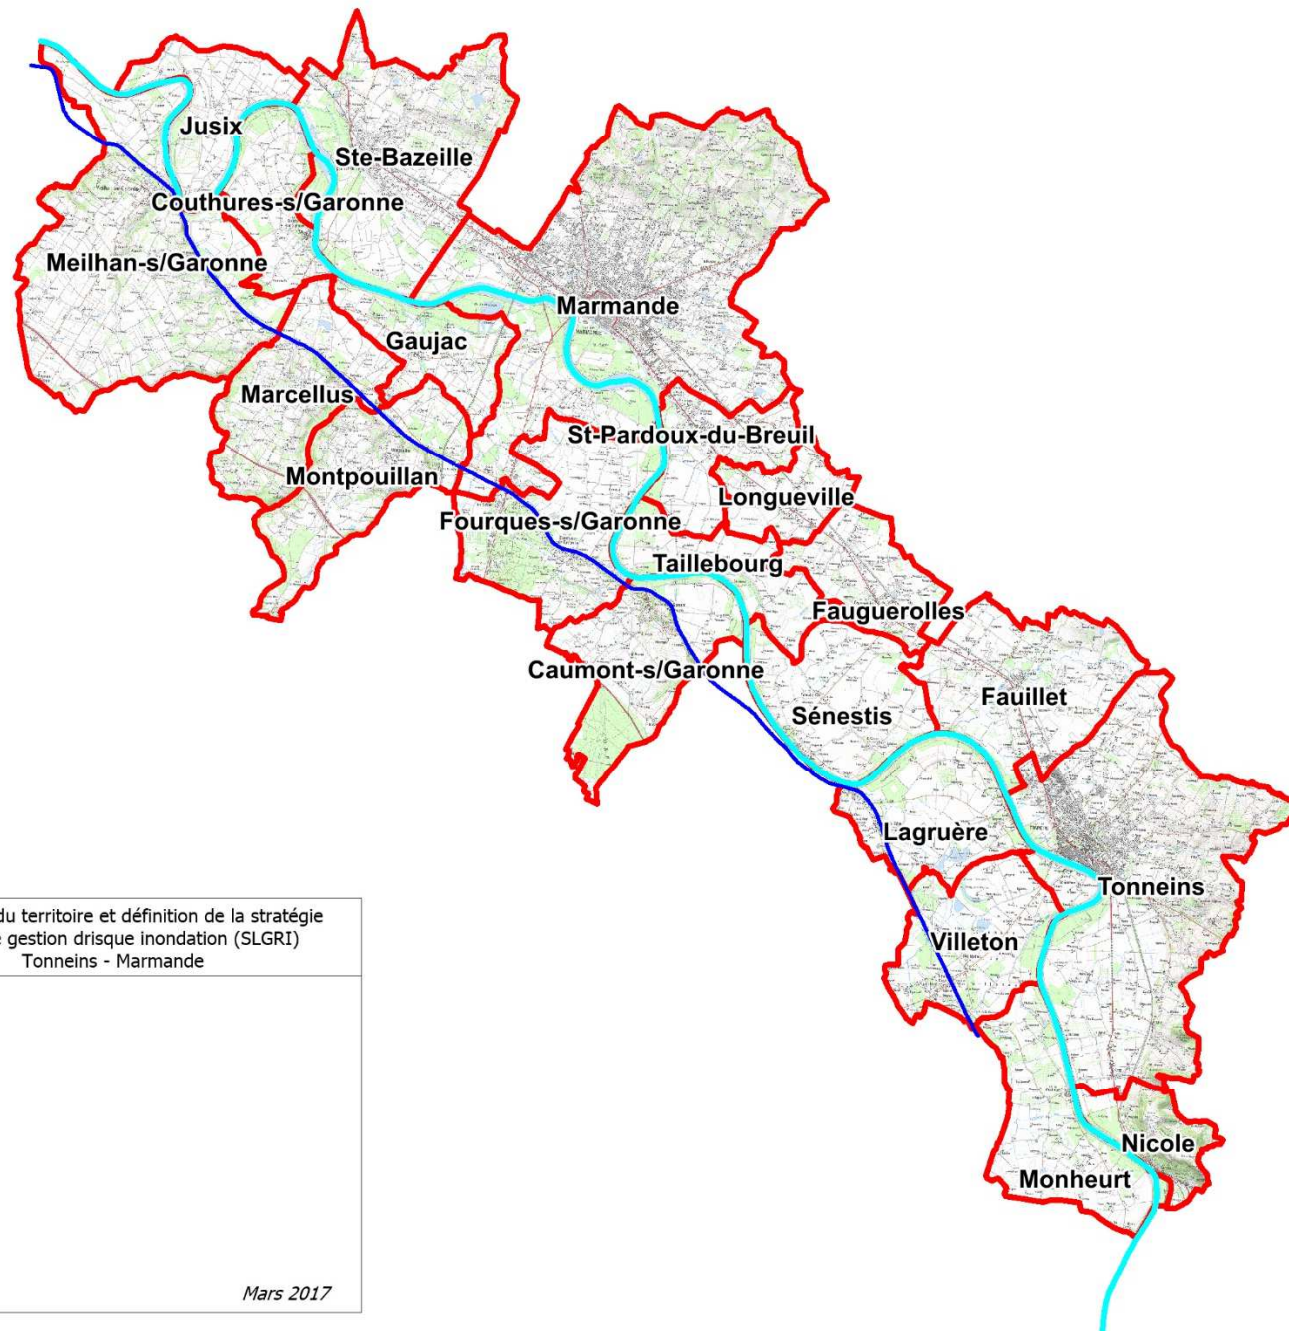 Jusix
Ste-Bazeille
Couthures-s/Garonne
Meilhan-s/Garonne
Marmande
Gaujac
Marcellus
St-Pardoux-du-Breuil
Montpouillan
Longueville
Fourques-s/Garonne
Taillebourg
Fauguerolles
Caumont-s/Garonne
Fauillet
Sénestis
Lagruère
Tonneins
Villeton
Nicole
Monheurt
du territoire et définition de la stratégie
gestion drisque inondation (SLGRI)
Tonneins - Marmande
Mars 2017